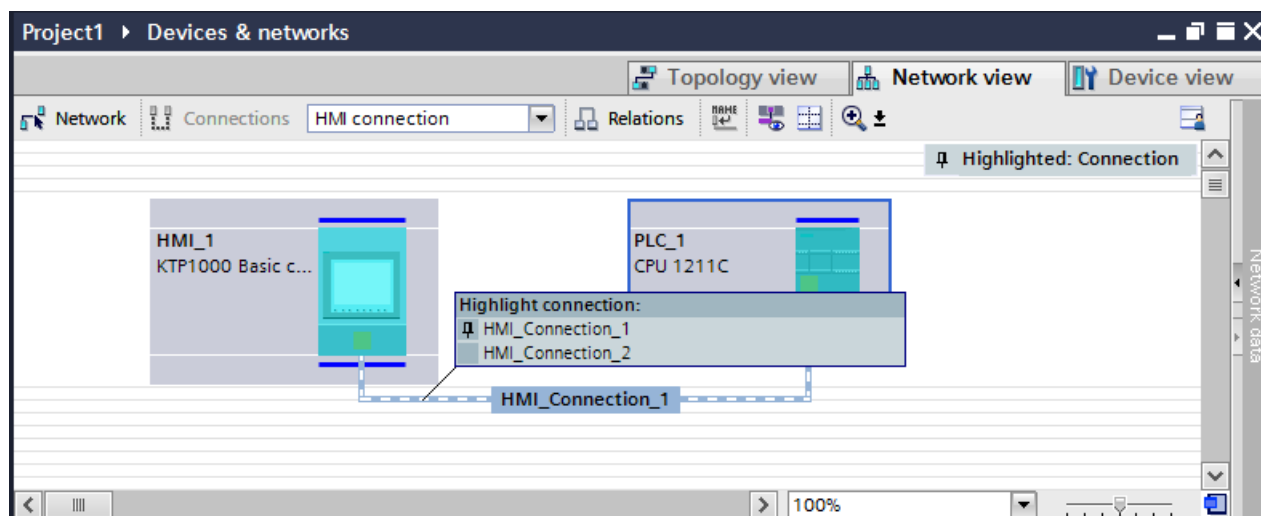 Project1 ▸ Devices & networks
Topology view
Network view
Device view
Network
Connections
HMI connection
Relations
NAME
Highlighted: Connection
HMI_1
KTP1000 Basic c...
PLC_1
CPU 1211C
Highlight connection:
HMI_Connection_1
HMI_Connection_2
HMI_Connection_1
Network data
100%